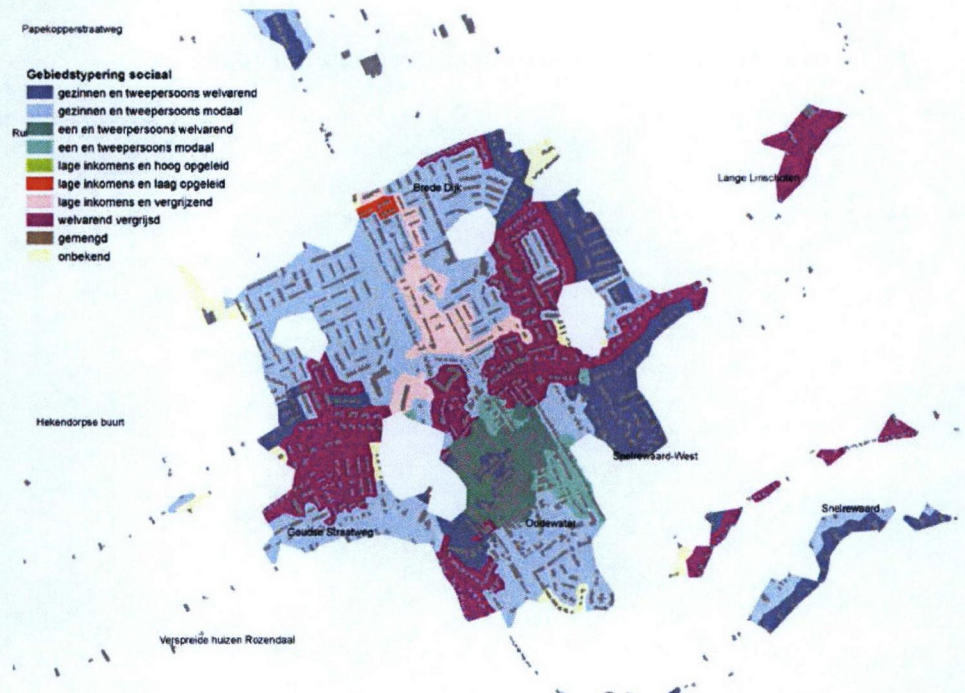 Papekopperstraatweg
Gebiedstypering sociaal
gezinnen en tweepersoons welvarend
gezinnen en tweepersoons modaal
een en tweerpersoons welvarend
Rui
een en tweepersoons modaal
lage inkomens en hoog opgeleid
lage inkomens en laag opgeleid
lage inkomens en vergrijzend
welvarend vergrijsd
gemengd
onbekend
Brede Dijk
Lange Linschoten
Hekendorpse buurt
Snelrewaard-West
Snelrewaard
Oudewater
Goudse Straatweg
Verspreide huizen Rozendaal